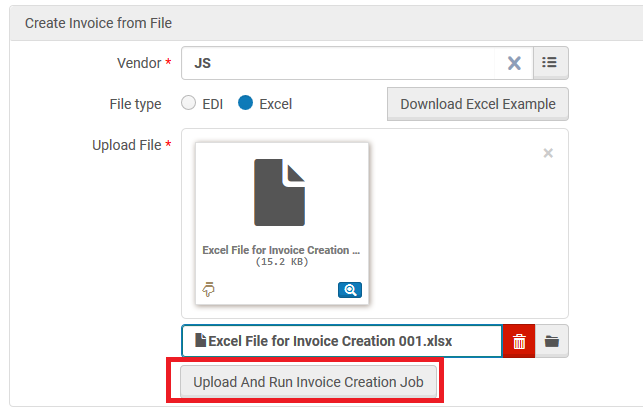 Create Invoice from File
Vendor * JS
File type EDI Excel Download Excel Example
Upload File *
Excel File for Invoice Creation ...
(15.2 KB)
Excel File for Invoice Creation 001.xlsx
Upload And Run Invoice Creation Job